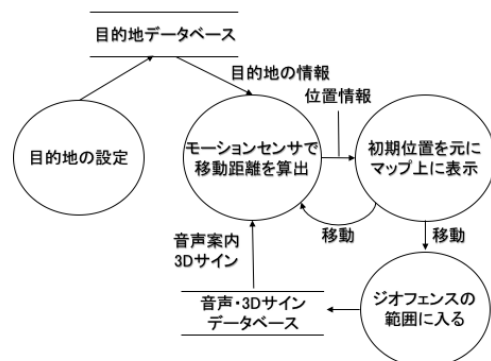 目的地データベース
目的地の情報
位置情報
目的地の設定
モーションセンサで
移動距離を算出
初期位置を元に
マップ上に表示
移動
移動
音声案内
3Dサイン
音声・3Dサイン
データベース
ジオフェンスの
範囲に入る